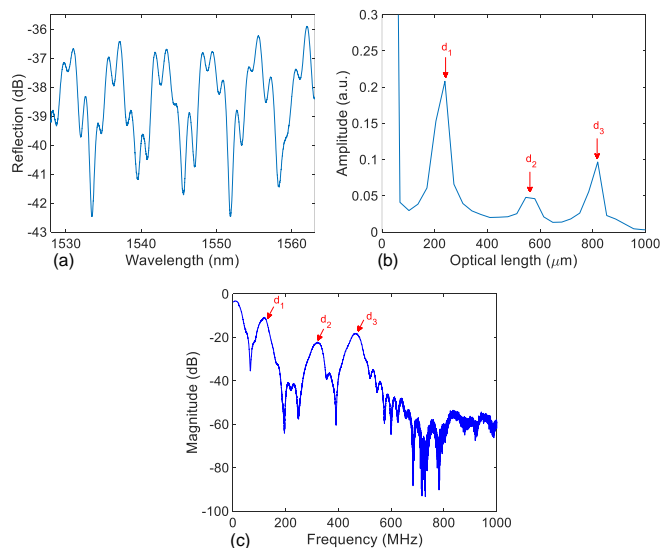 -36
-37
-38
-39
-40
-41
-42
-43
Reflection (dB)
1530 1540 1550 1560
Wavelength (nm)
(a)
0.3
0.25
0.2
0.15
0.1
0.05
0
Amplitude (a.u.)
d1
d2
d3
0 200 400 600 800 1000
Optical length (μm)
(b)
0
-20
-40
-60
-80
-100
Magnitude (dB)
d1
d2
d3
0 200 400 600 800 1000
Frequency (MHz)
(c)